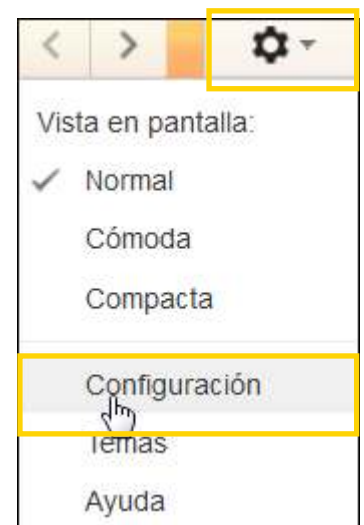 Vista en pantalla:
Normal
Cómoda
Compacta
Configuración
Temas
Ayuda